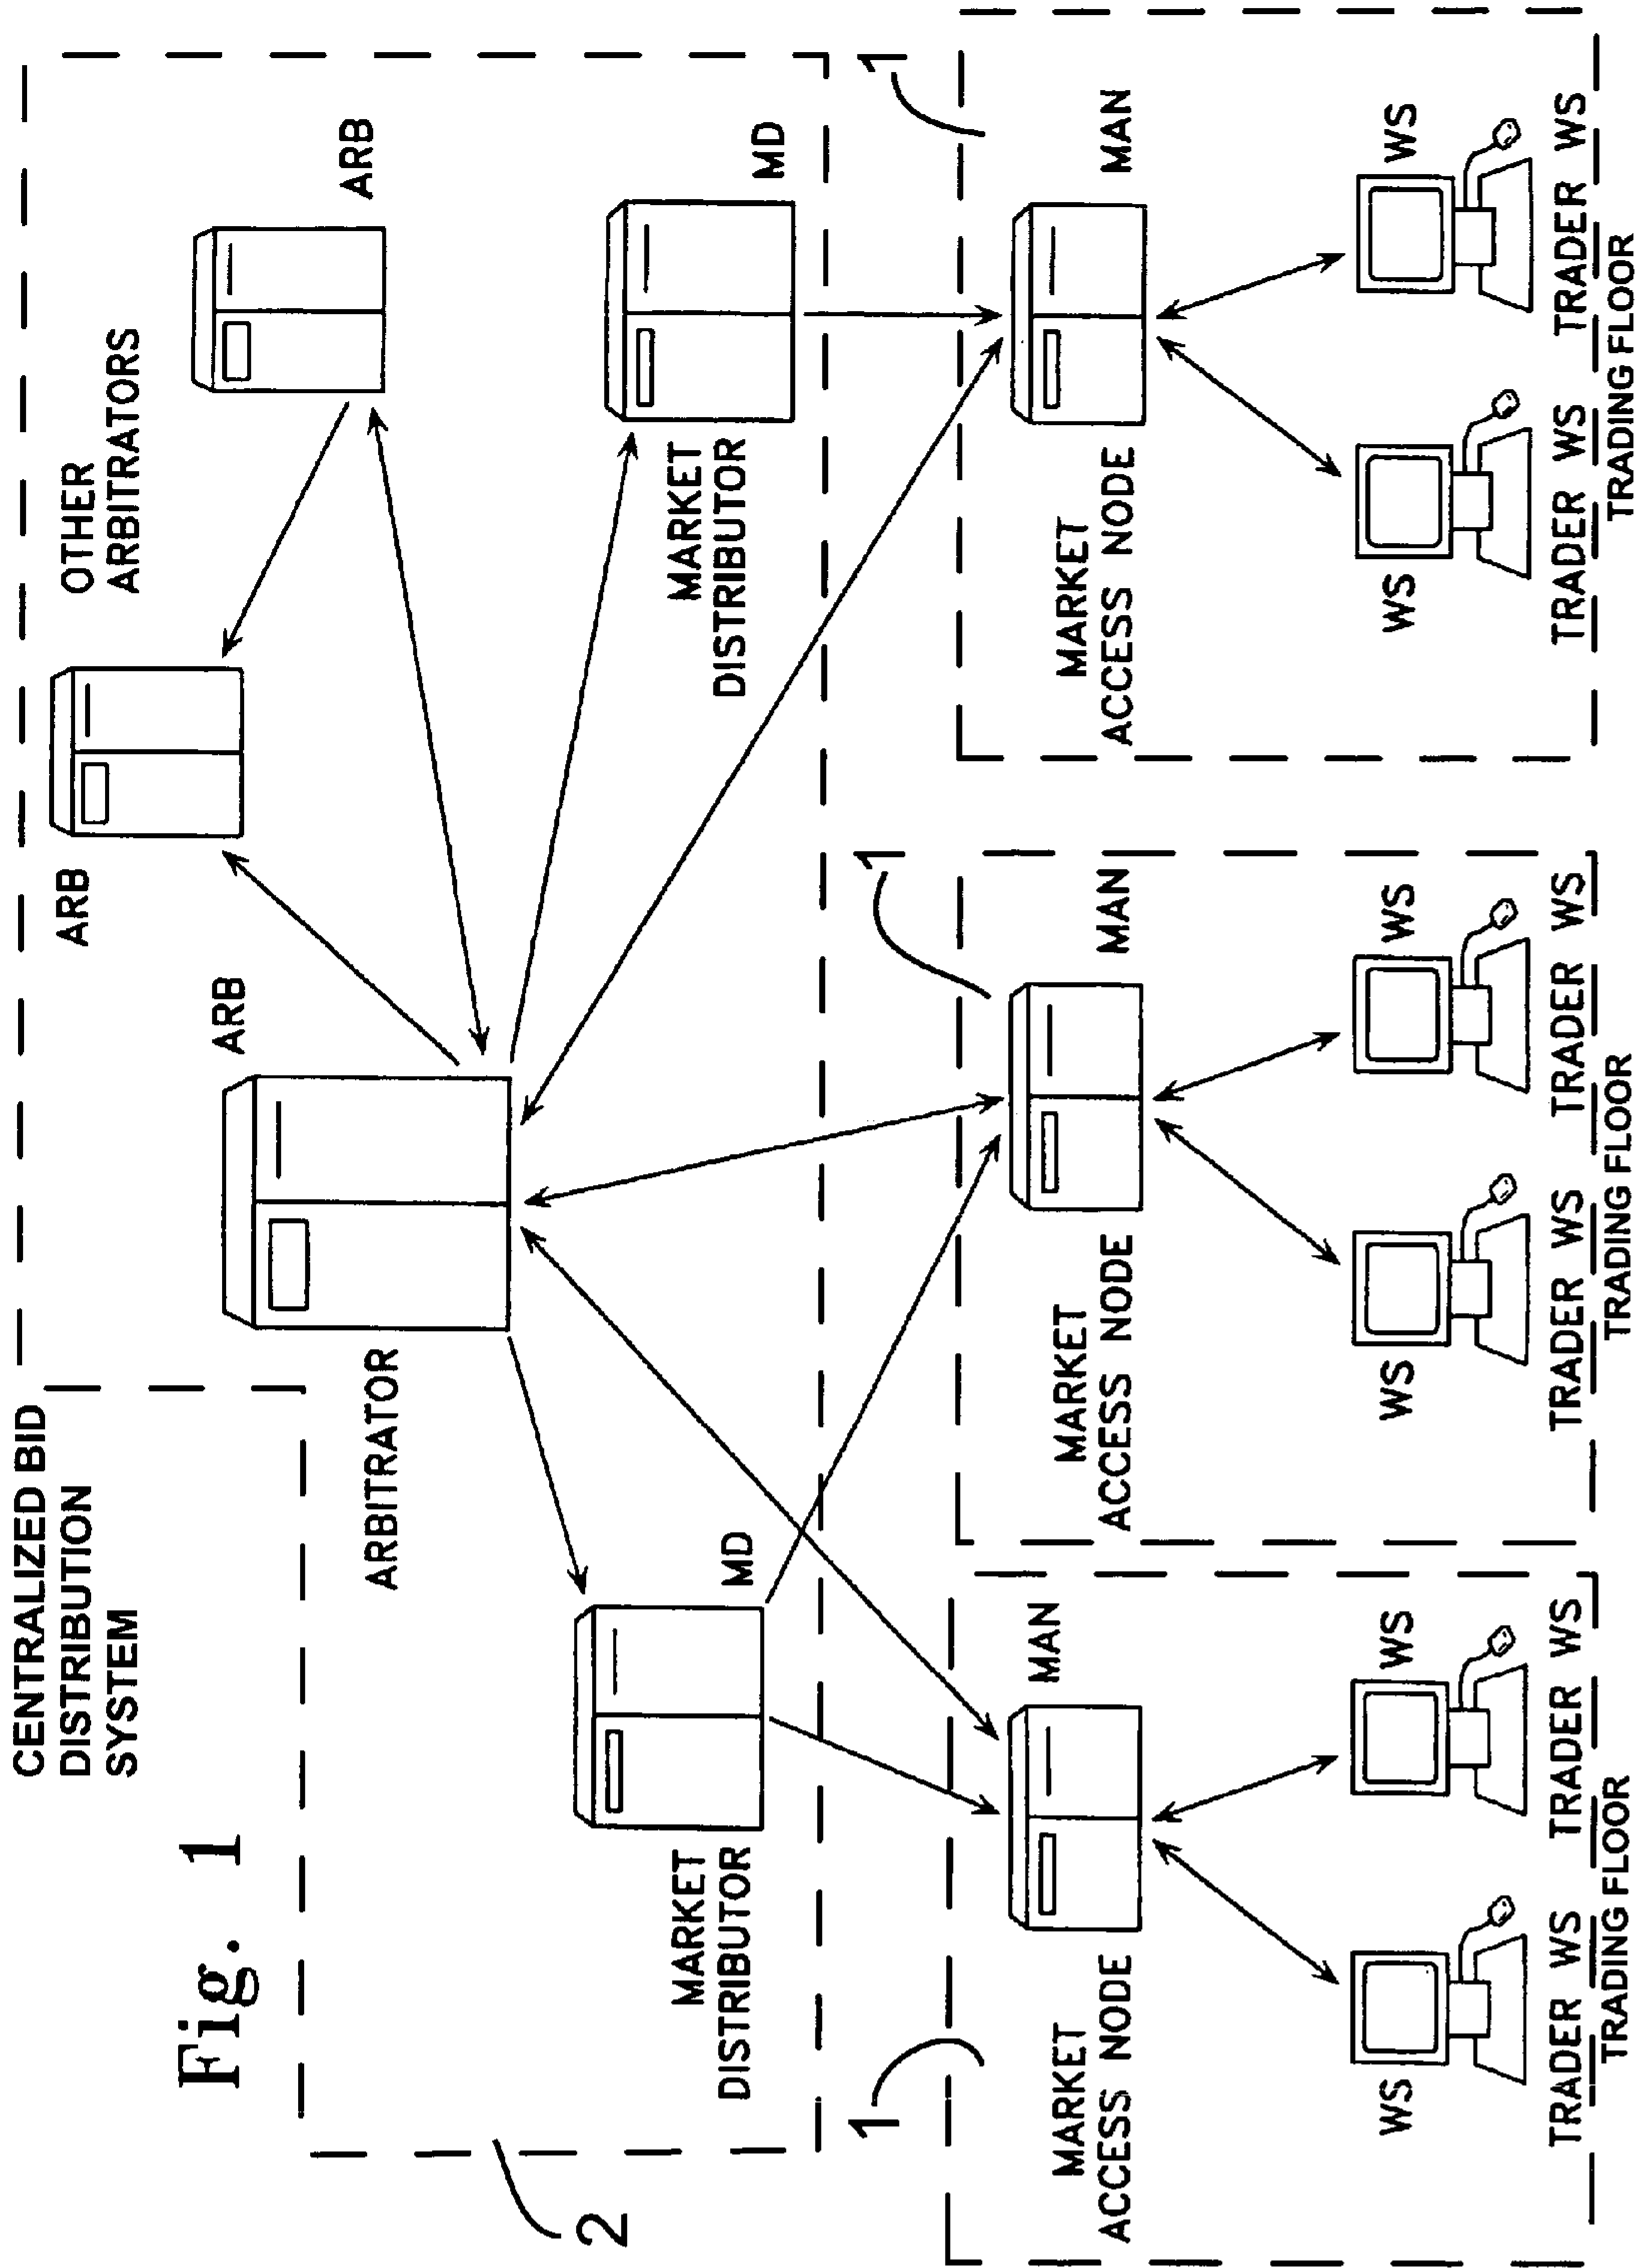 Fig. 1
CENTRALIZED BID
DISTRIBUTION
SYSTEM
2
ARBITRATOR
ARB
ARB
OTHER
ARBITRATORS
ARB
MARKET
DISTRIBUTOR
MD
MARKET
DISTRIBUTOR
MD
1
MARKET
ACCESS NODE
MAN
WS
WS
TRADER WS
TRADER WS
TRADING FLOOR
1
MARKET
ACCESS NODE
MAN
WS
WS
TRADER WS
TRADER WS
TRADING FLOOR
1
MARKET
ACCESS NODE
MAN
WS
WS
TRADER WS
TRADER WS
TRADING FLOOR